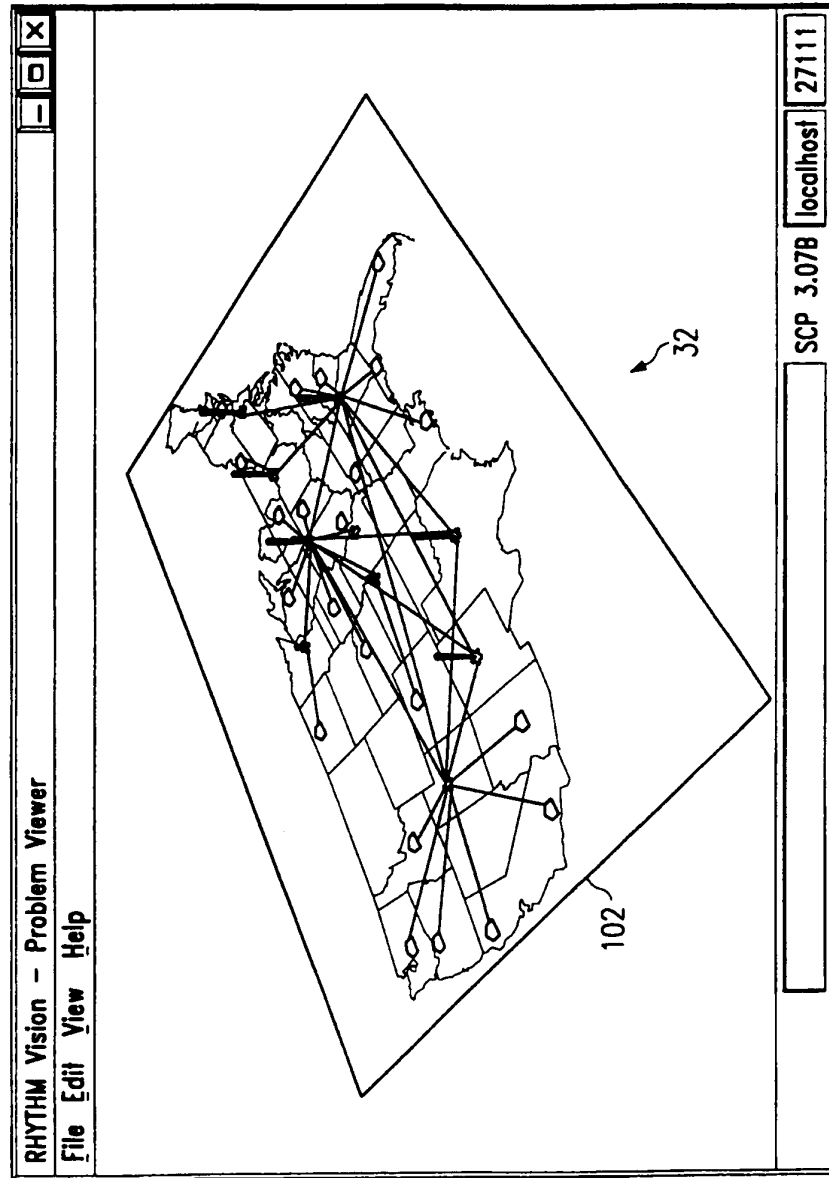 RHYTHM Vision - Problem Viewer
File Edit View Help
102
32
SCP 3.07B localhost 27111